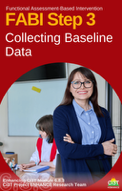 Functional Assessment-Based Intervention
FABI Step 3
Collecting Baseline
Data
Ci3T Project ENHANCE Research Team